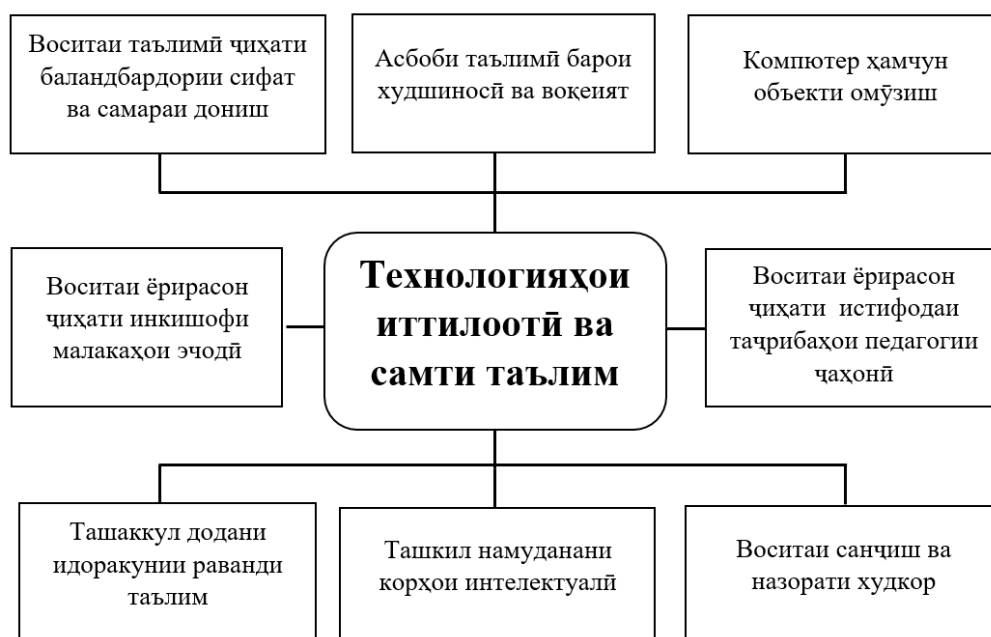 Воситаи таълимӣ ҷиҳати
баландбардории сифат
ва самараи дониш
Асбоби таълимӣ барои
худшиносӣ ва воқеият
Компютер ҳамчун
объекти омӯзиш
Воситаи ёрирасон
ҷиҳати инкишофи
малакаҳои эчодӣ
Технологияҳои
иттилоотӣ ва
самти таълим
Воситаи ёрирасон
ҷиҳати истифодаи
таҷрибаҳои педагогии
ҷаҳонӣ
Ташаккул додани
идоракунии раванди
таълим
Ташкил намуданани
корҳои интелектуалӣ
Воситаи санҷиш ва
назорати худкор